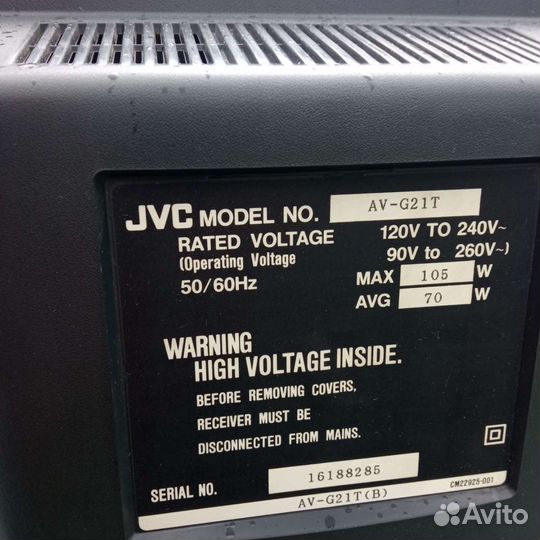 JVC MODEL NO. AV-G21T
RATED VOLTAGE 120V TO 240V~
(Operating Voltage 90V to 260V~)
50/60Hz MAX 105 W
AVG 70 W
WARNING
HIGH VOLTAGE INSIDE.
BEFORE REMOVING COVERS,
RECEIVER MUST BE
DISCONNECTED FROM MAINS.
SERIAL NO. 16188285
AV-G21T(B) CM22925-001
Avito